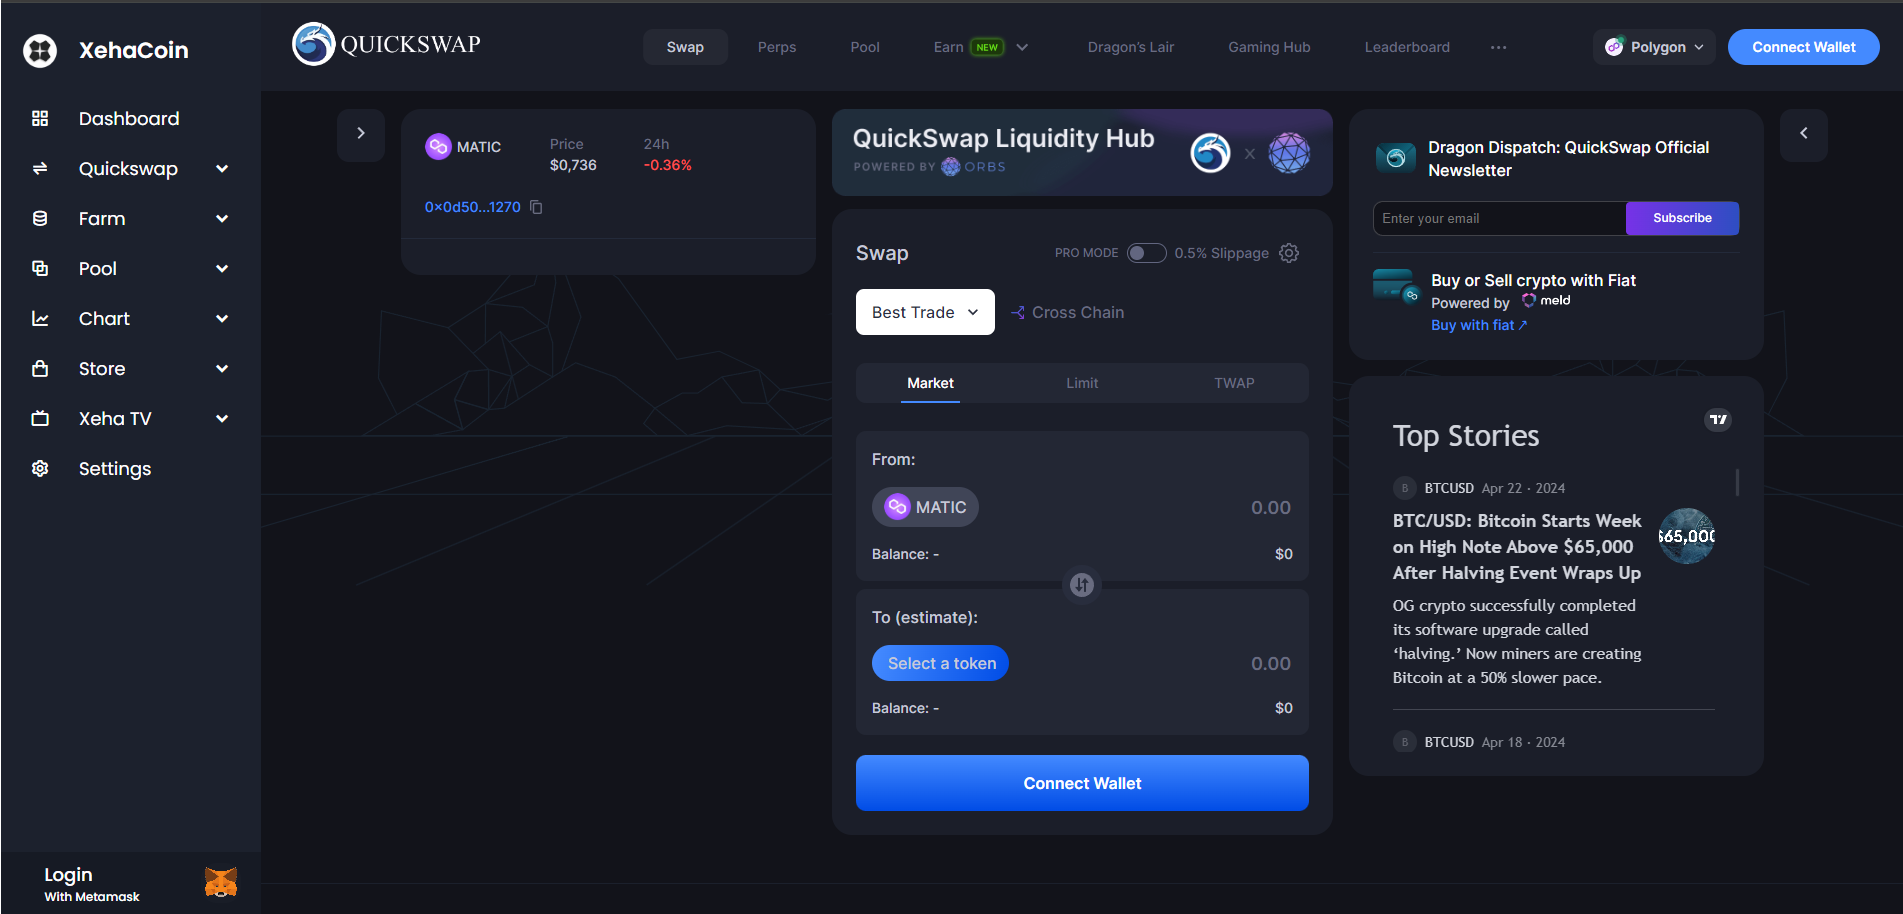 XehaCoin
Dashboard
Quickswap
Farm
Pool
Chart
Store
Xeha TV
Settings
Login
With Metamask
QUICKSWAP
Swap
Perps
Pool
Earn NEW
Dragon's Lair
Gaming Hub
Leaderboard
Polygon
Connect Wallet
MATIC
Price
$0,736
24h
-0.36%
0x0d50...1270
QuickSwap Liquidity Hub
POWERED BY ORBS
X
Swap
PRO MODE
0.5% Slippage
Best Trade
Cross Chain
Market
Limit
TWAP
From:
MATIC
0.00
Balance: -
$0
To (estimate):
Select a token
0.00
Balance: -
$0
Connect Wallet
Dragon Dispatch: QuickSwap Official
Newsletter
Enter your email
Subscribe
Buy or Sell crypto with Fiat
Powered by meld
Buy with fiat ↗
Top Stories
B BTCUSD Apr 22 · 2024
BTC/USD: Bitcoin Starts Week
on High Note Above $65,000
After Halving Event Wraps Up
$65,000
OG crypto successfully completed
its software upgrade called
‘halving.’ Now miners are creating
Bitcoin at a 50% slower pace.
B BTCUSD Apr 18 · 2024